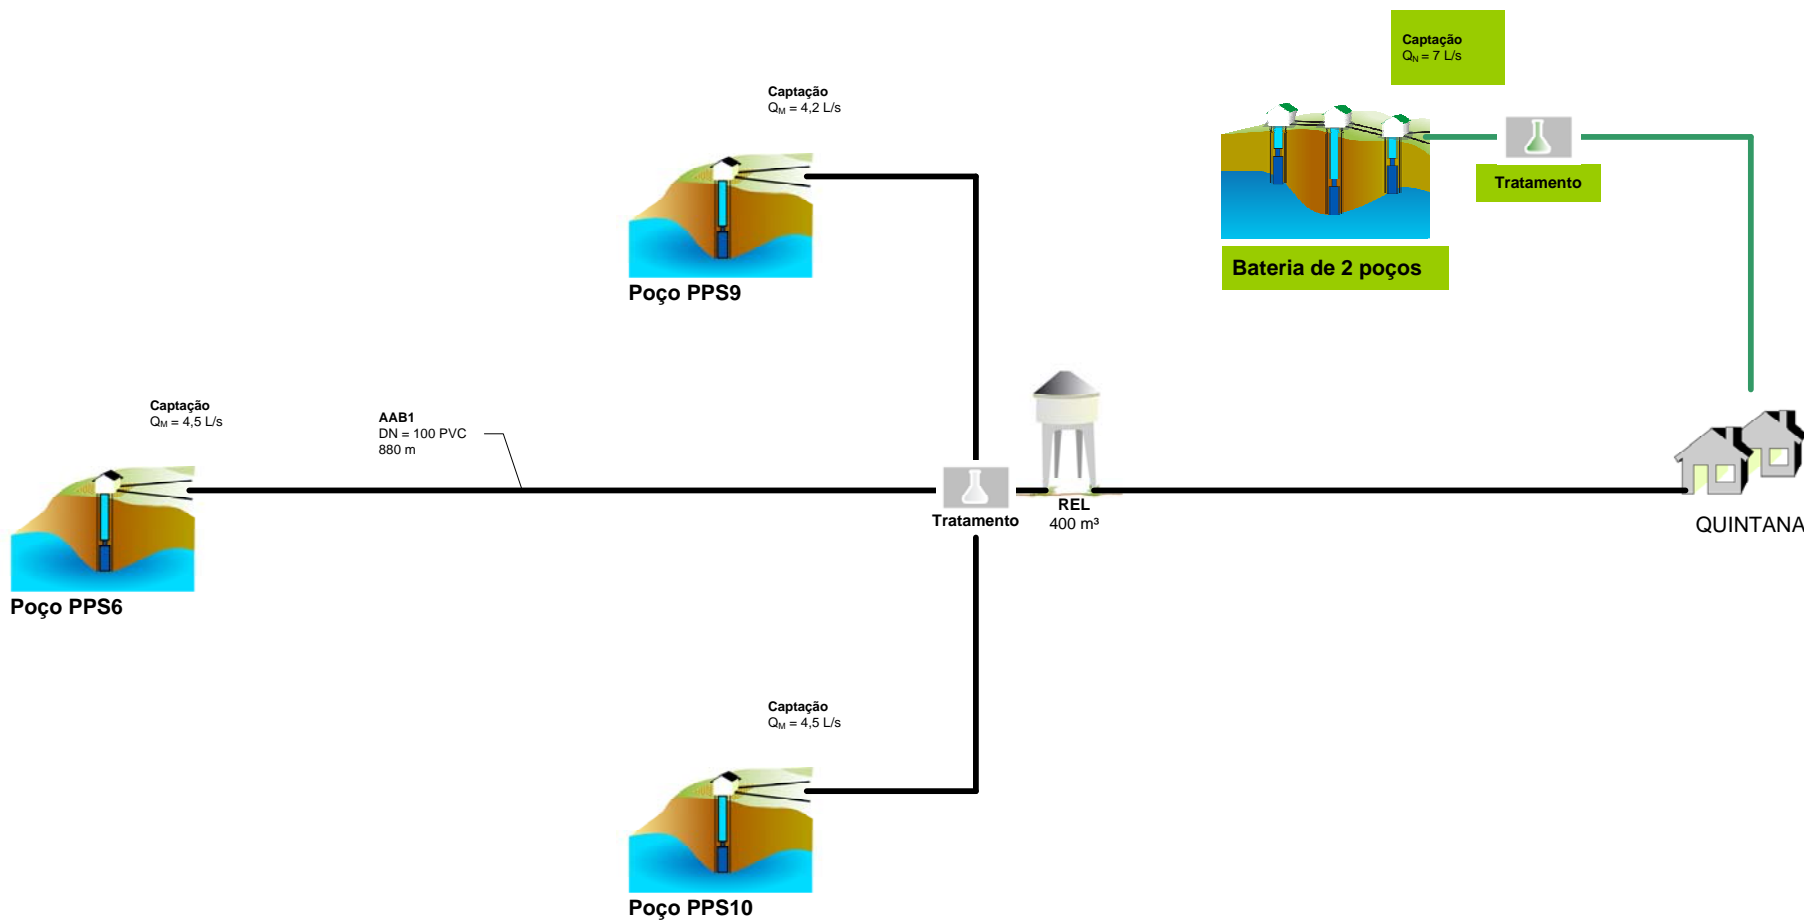 Captação
QN = 7 L/s
Captação
QM = 4,2 L/s
Tratamento
Bateria de 2 poços
Poço PPS9
Captação
QM = 4,5 L/s
AAB1
DN = 100 PVC
880 m
REL
400 m³
Tratamento
QUINTANA
Poço PPS6
Captação
QM = 4,5 L/s
Poço PPS10